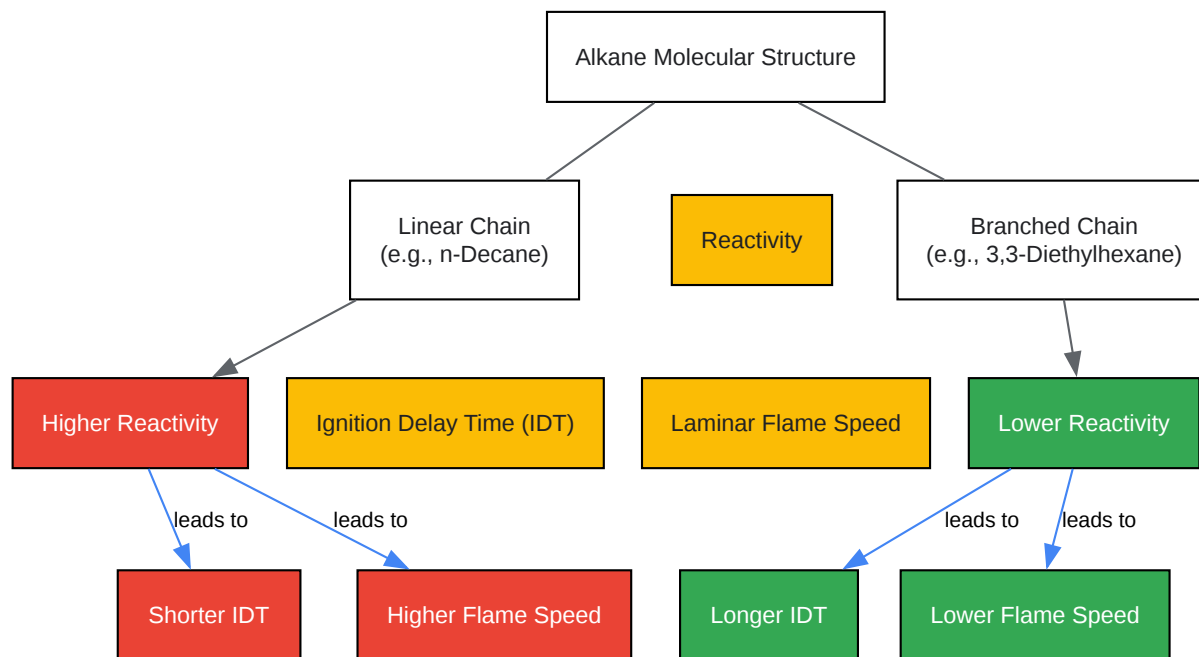 Alkane Molecular Structure
Linear Chain
(e.g., n-Decane)
Reactivity
Branched Chain
(e.g., 3,3-Diethylhexane)
Higher Reactivity
Ignition Delay Time (IDT)
Laminar Flame Speed
Lower Reactivity
leads to
leads to
leads to
leads to
Shorter IDT
Higher Flame Speed
Longer IDT
Lower Flame Speed